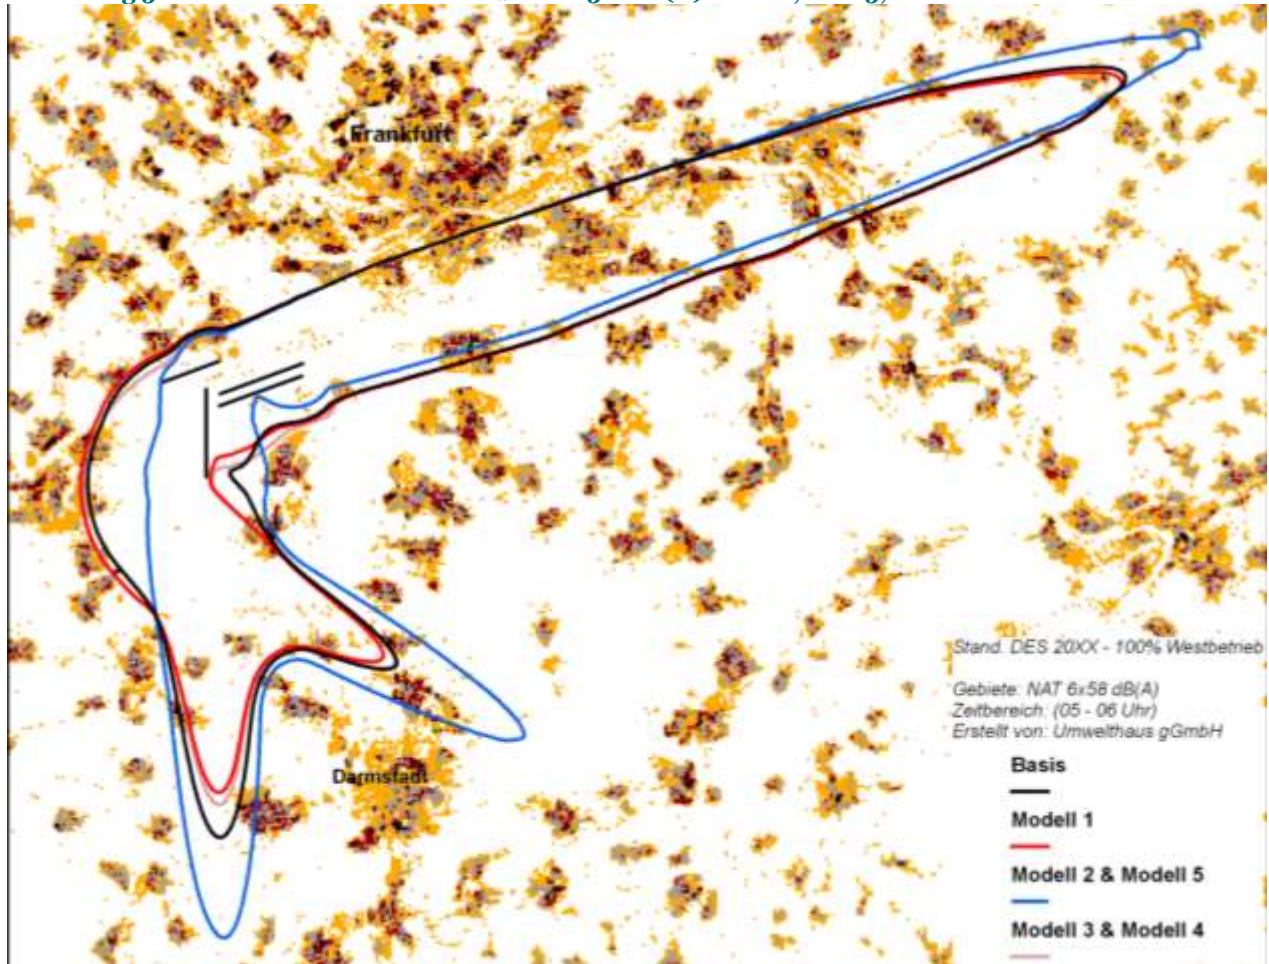 Frankfurt
Stand. DES 20XX - 100% Westbetrieb
Gebiete: NAT 6x58 dB(A)
Zeitbereich: (05 - 06 Uhr)
Erstellt von: Umwelthaus gGmbH
Basis
Darmstadt
Modell 1
Modell 2 & Modell 5
Modell 3 & Modell 4